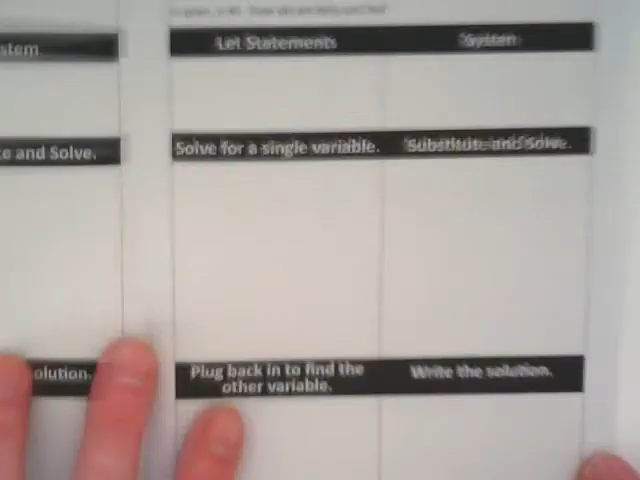 stem
Let Statements System
e and Solve.
Solve for a single variable. Substitute and Solve.
olution.
Plug back in to find the
other variable.
Write the solution.